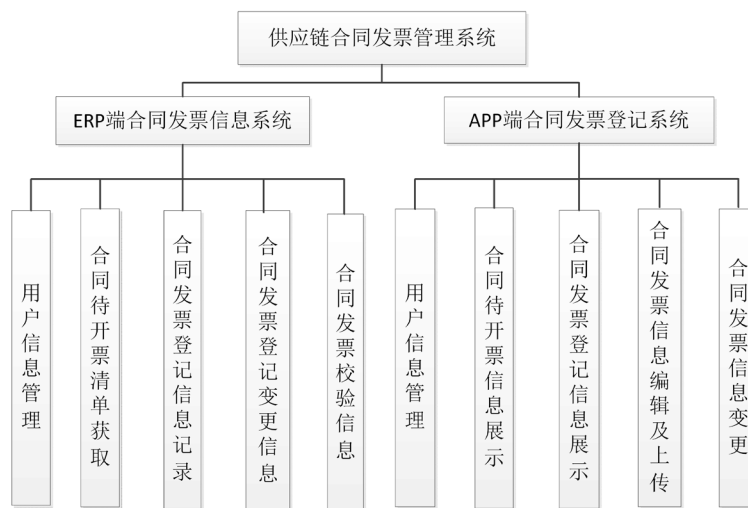 供应链合同发票管理系统
ERP端合同发票信息系统
APP端合同发票登记系统
用户信息管理
合同待开票清单获取
合同发票登记信息记录
合同发票登记变更信息
合同发票校验信息
用户信息管理
合同待开票信息展示
合同发票登记信息展示
合同发票信息编辑及上传
合同发票信息变更